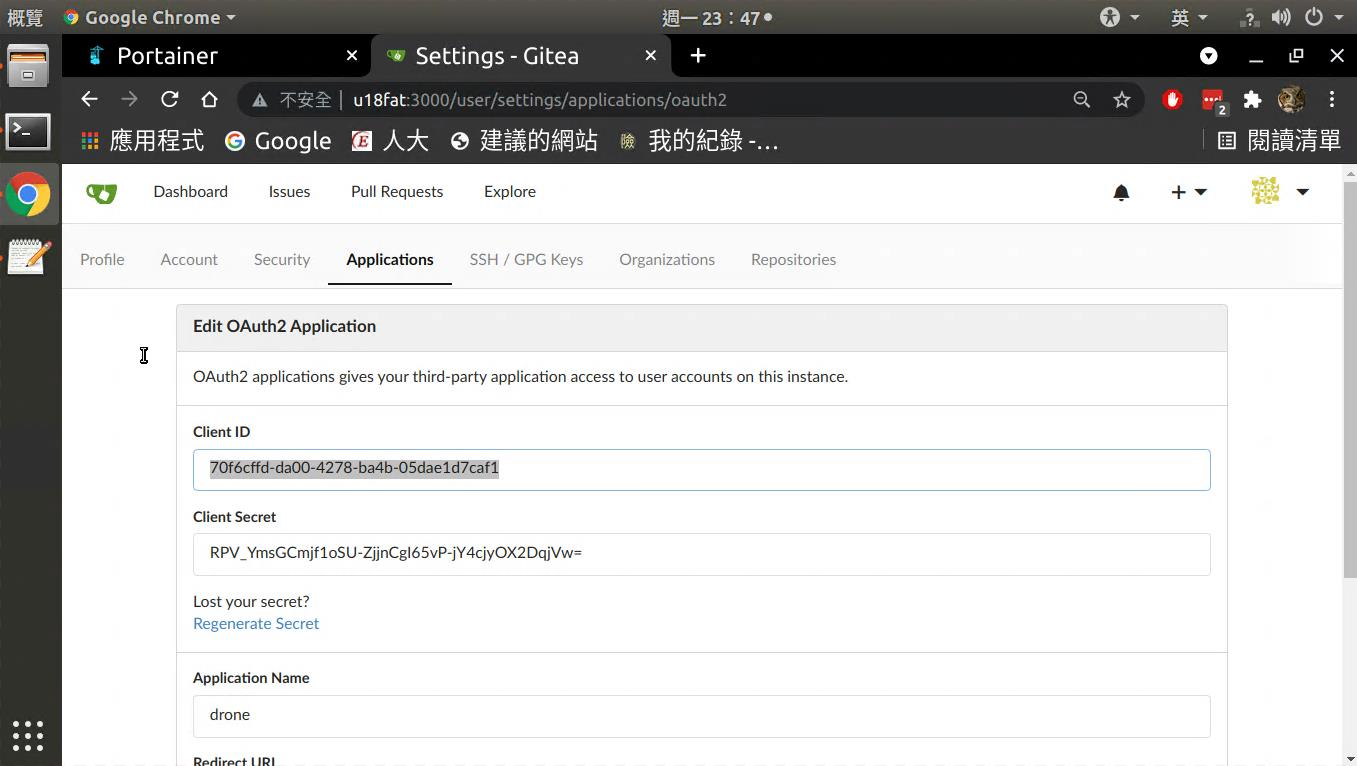 概覽 Google Chrome 週一 23：47 英
Portainer Settings - Gitea
不安全 u18fat:3000/user/settings/applications/oauth2 2
應用程式 Google 人大 建議的網站 我的紀錄 -... 閱讀清單
Dashboard Issues Pull Requests Explore
Profile Account Security Applications SSH / GPG Keys Organizations Repositories
Edit OAuth2 Application
OAuth2 applications gives your third-party application access to user accounts on this instance.
Client ID
70f6cffd-da00-4278-ba4b-05dae1d7caf1
Client Secret
RPV_YmsGCmjf1oSU-ZjjnCgI65vP-jY4cjyOX2DqjVw=
Lost your secret?
Regenerate Secret
Application Name
drone
Redirect URL